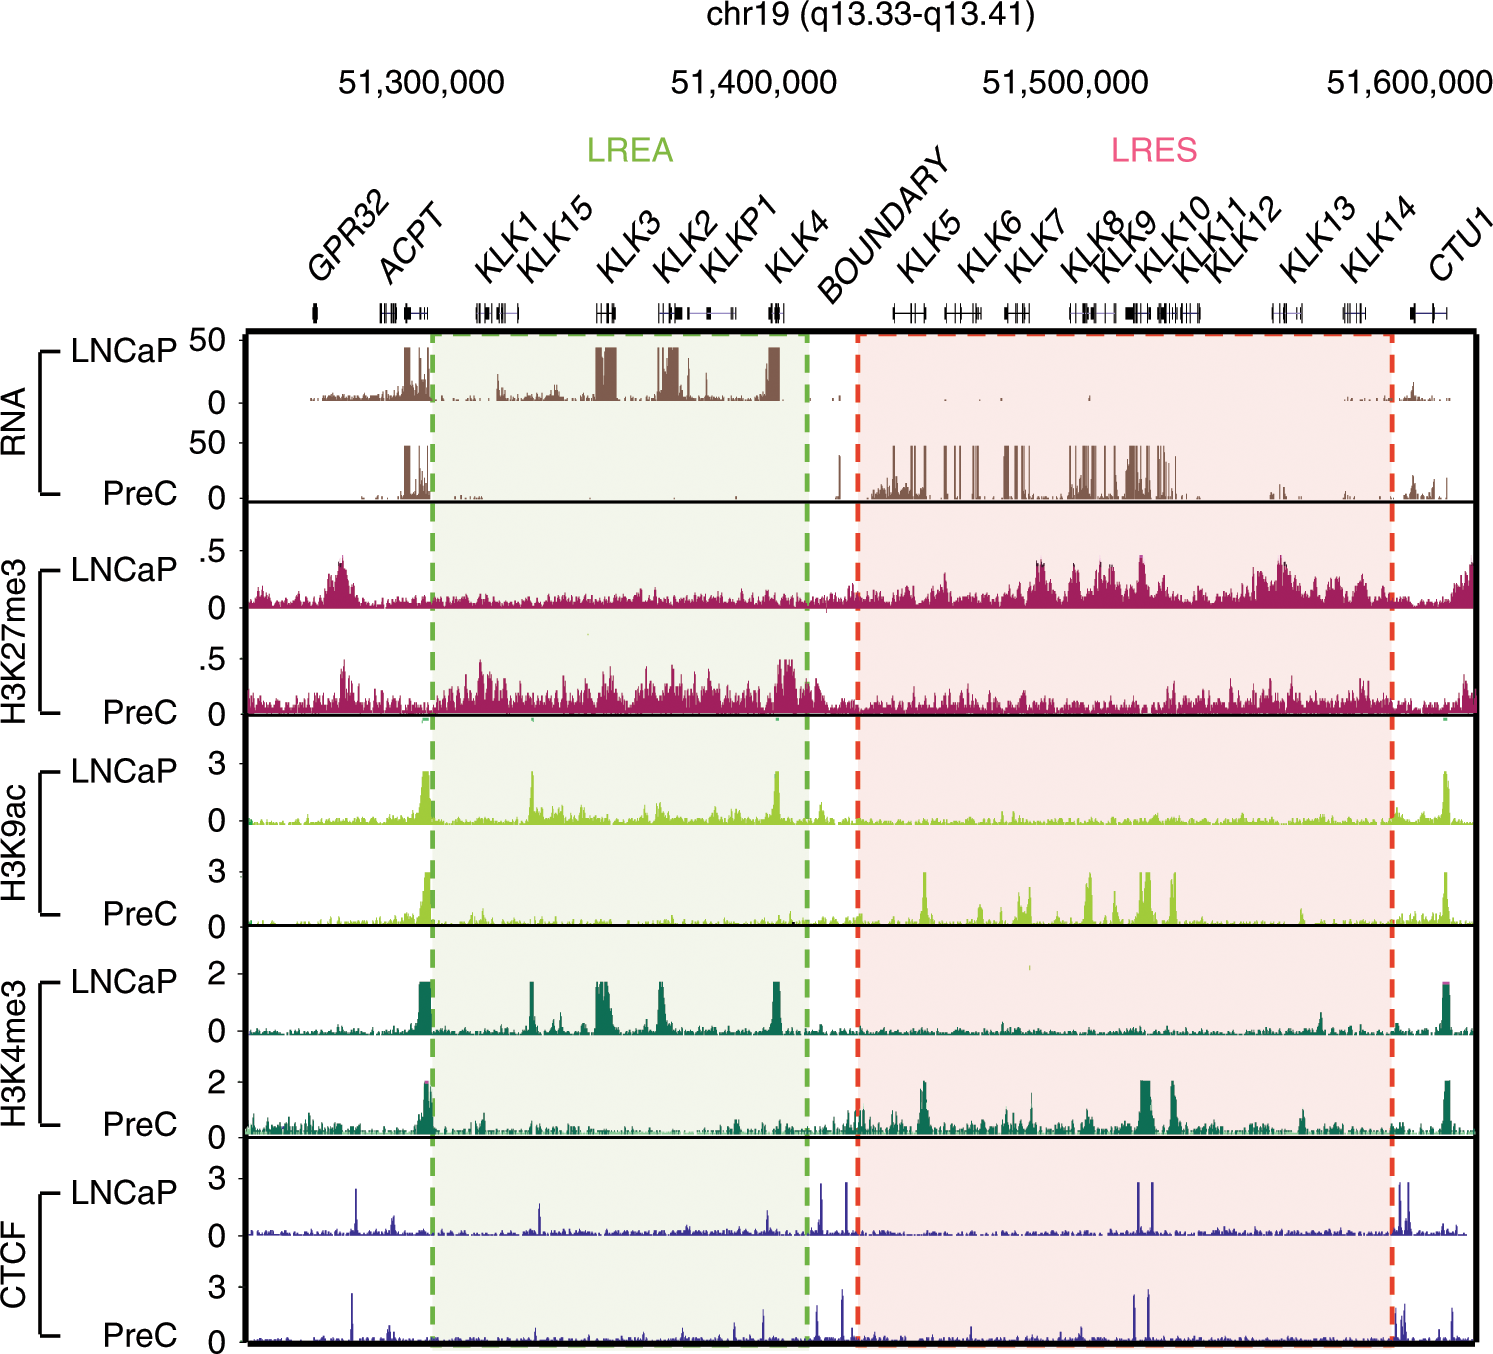 chr19 (q13.33-q13.41)
51,300,000 51,400,000 51,500,000 51,600,000
LREA LRES
GPR32 ACPT KLK1 KLK15 KLK3 KLK2 KLKP1 KLK4 BOUNDARY KLK5 KLK6 KLK7 KLK8 KLK9 KLK10 KLK11 KLK12 KLK13 KLK14 CTU1
RNA
LNCaP 50
0
50
PreC 0
H3K27me3
.5
LNCaP
0
.5
PreC 0
H3K9ac
LNCaP 3
0
3
PreC
0
H3K4me3
LNCaP 2
0
2
PreC
0
CTCF
LNCaP 3
0
3
PreC 0